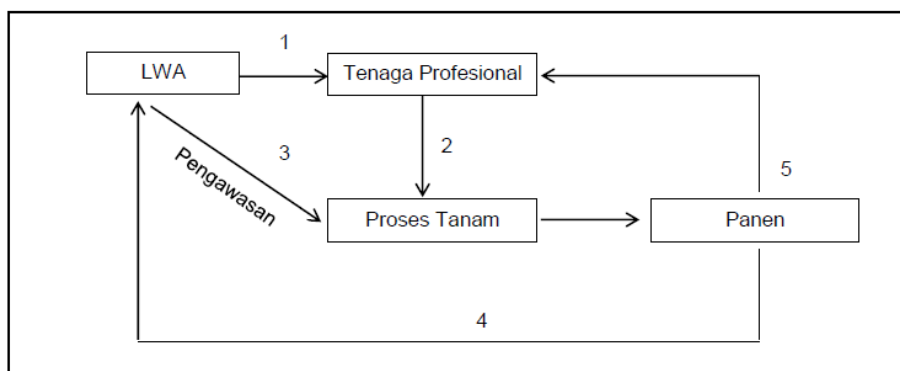 1
LWA
Tenaga Profesional
3
2
5
Pengawasan
Proses Tanam
Panen
4